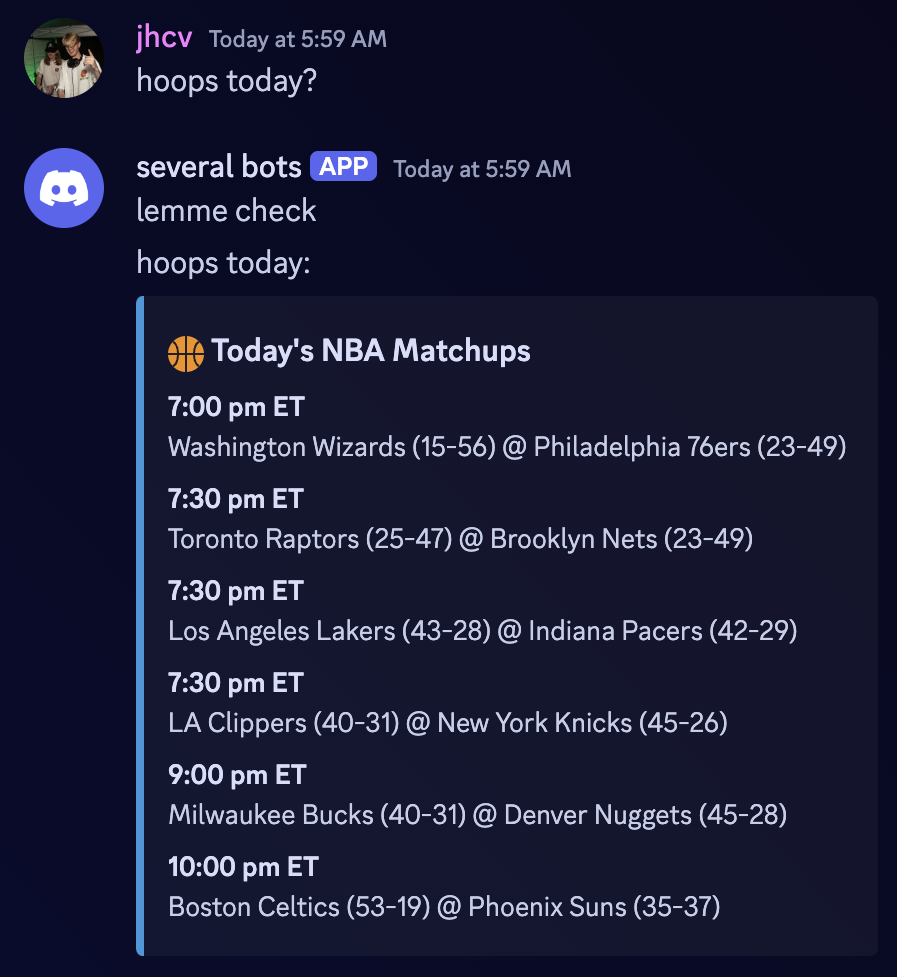 jhcv Today at 5:59 AM
hoops today?
several bots APP Today at 5:59 AM
lemme check
hoops today:
Today's NBA Matchups
7:00 pm ET
Washington Wizards (15-56) @ Philadelphia 76ers (23-49)
7:30 pm ET
Toronto Raptors (25-47) @ Brooklyn Nets (23-49)
7:30 pm ET
Los Angeles Lakers (43-28) @ Indiana Pacers (42-29)
7:30 pm ET
LA Clippers (40-31) @ New York Knicks (45-26)
9:00 pm ET
Milwaukee Bucks (40-31) @ Denver Nuggets (45-28)
10:00 pm ET
Boston Celtics (53-19) @ Phoenix Suns (35-37)